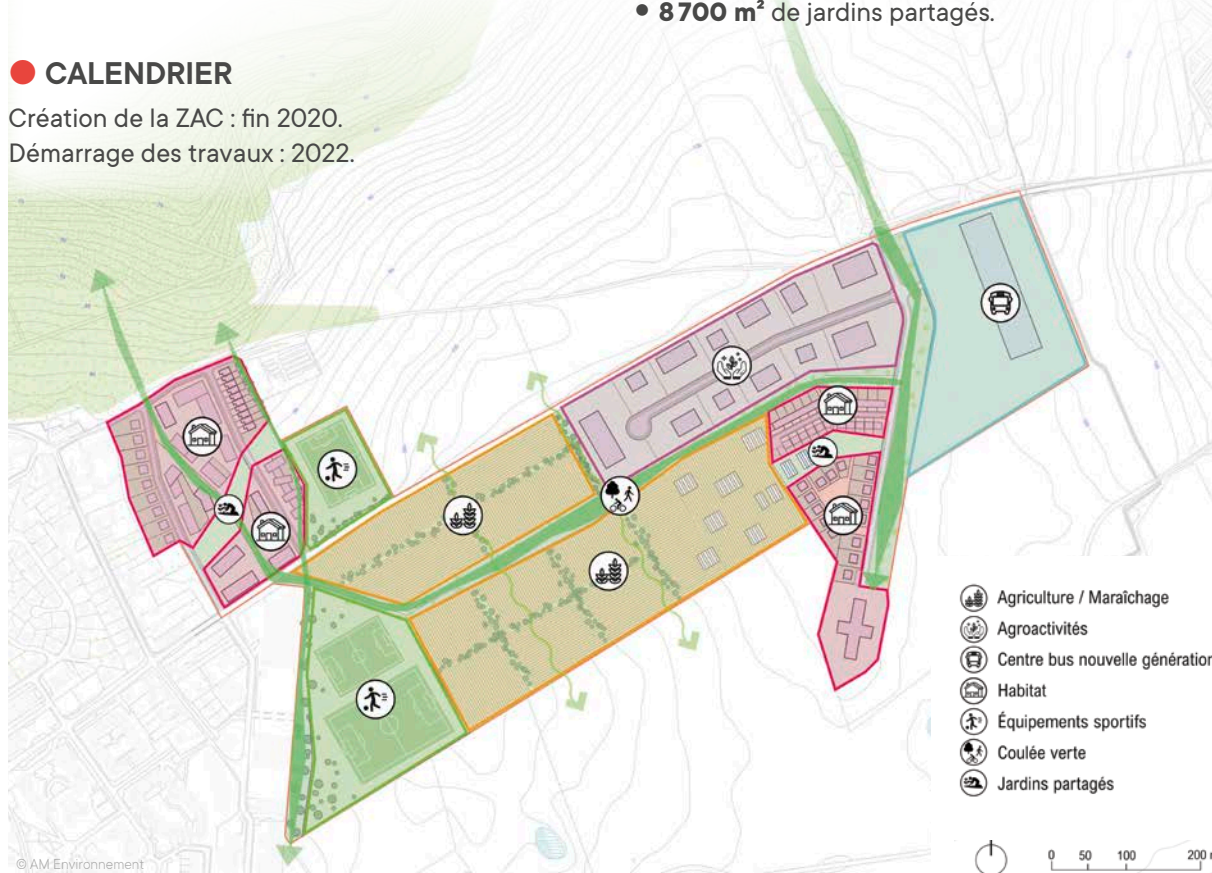 • 8 700 m² de jardins partagés.
● CALENDRIER
Création de la ZAC : fin 2020.
Démarrage des travaux : 2022.
Agriculture / Maraîchage
Agroactivités
Centre bus nouvelle génération
Habitat
Équipements sportifs
Coulée verte
Jardins partagés
0 50 100 200 m
© AM Environnement